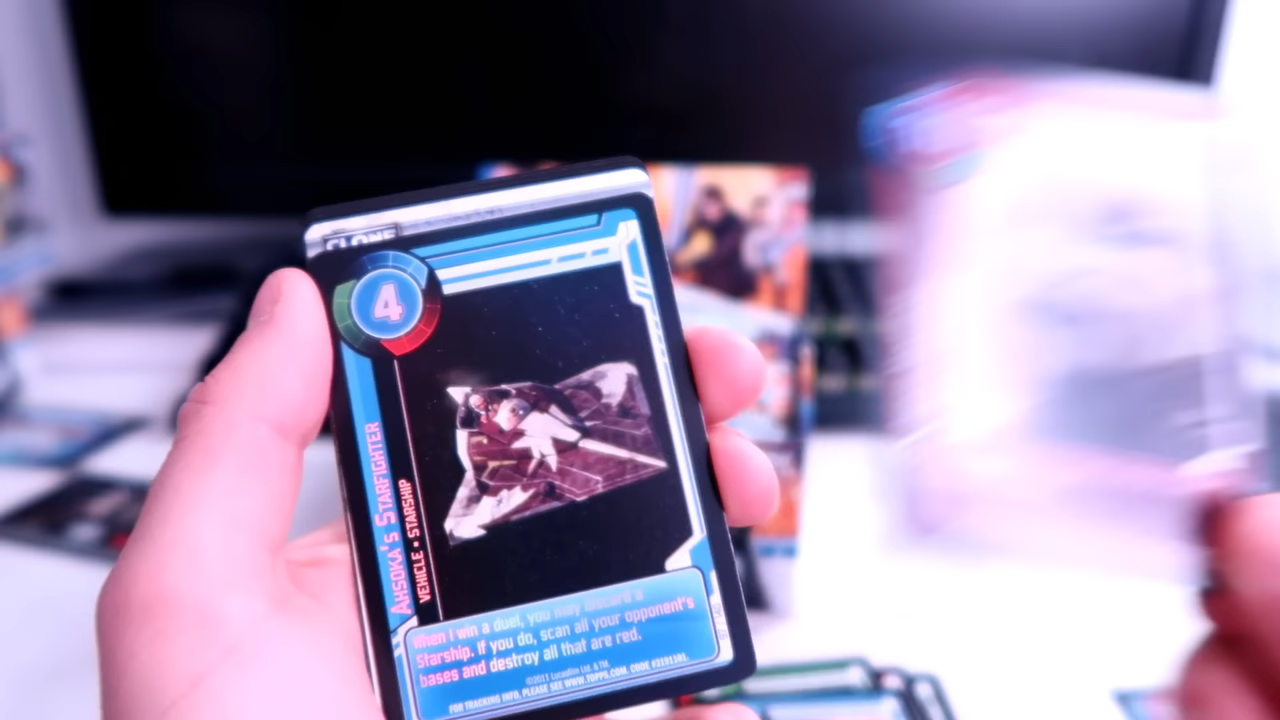 CLONE
4
AHSOKA'S STARFIGHTER
VEHICLE • STARSHIP
When I win a duel, you may discard a
Starship. If you do, scan all your opponent's
bases and destroy all that are red.
©2011 Lucasfilm Ltd. & TM.
FOR TRACKING INFO, PLEASE SEE WWW.TOPPS.COM. CODE #3191191.